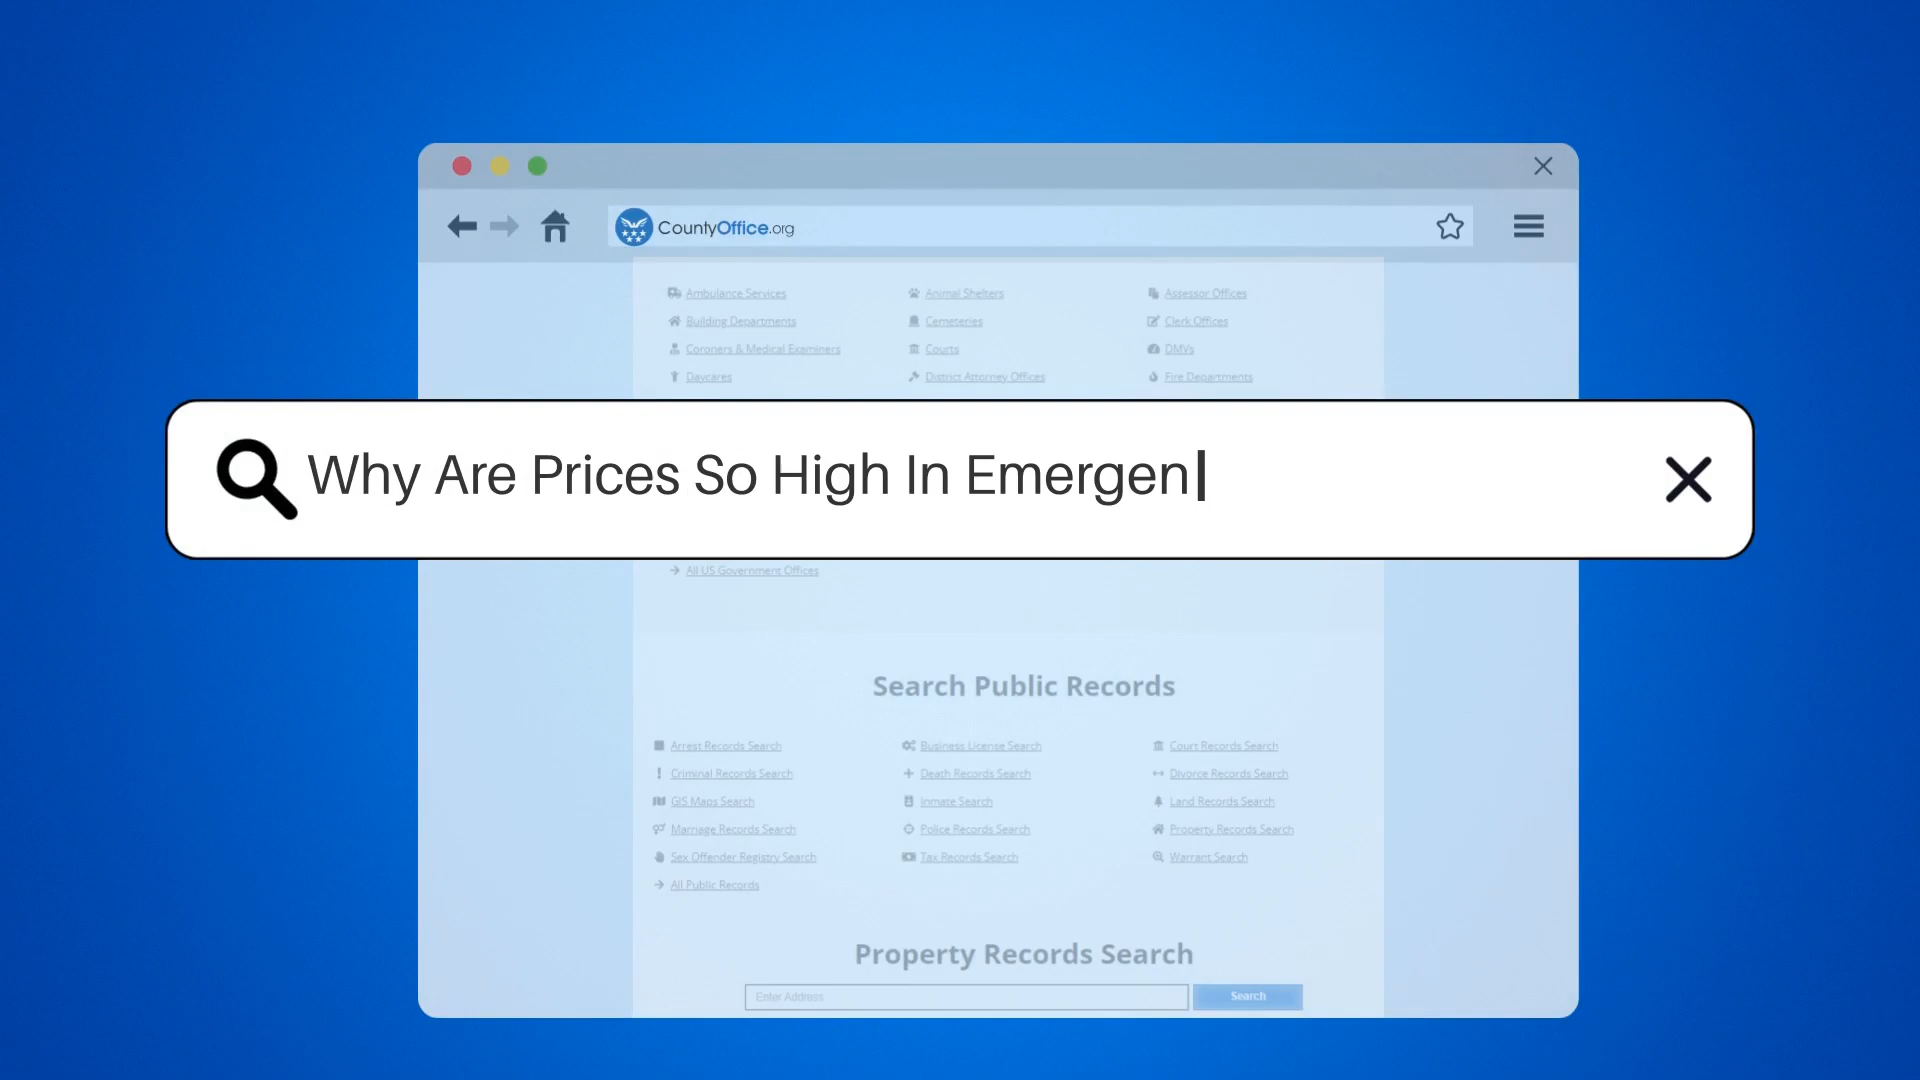 CountyOffice.org
Ambulance Services Animal Shelters Assessor Offices
Building Departments Cemeteries Clerk Offices
Coroners & Medical Examiners Courts DMVs
Daycares District Attorney Offices Fire Departments
Why Are Prices So High In Emergen
All US Government Offices
Search Public Records
Arrest Records Search Business License Search Court Records Search
Criminal Records Search Death Records Search Divorce Records Search
GIS Maps Search Inmate Search Land Records Search
Marriage Records Search Police Records Search Property Records Search
Sex Offender Registry Search Tax Records Search Warrant Search
All Public Records
Property Records Search
Enter Address Search